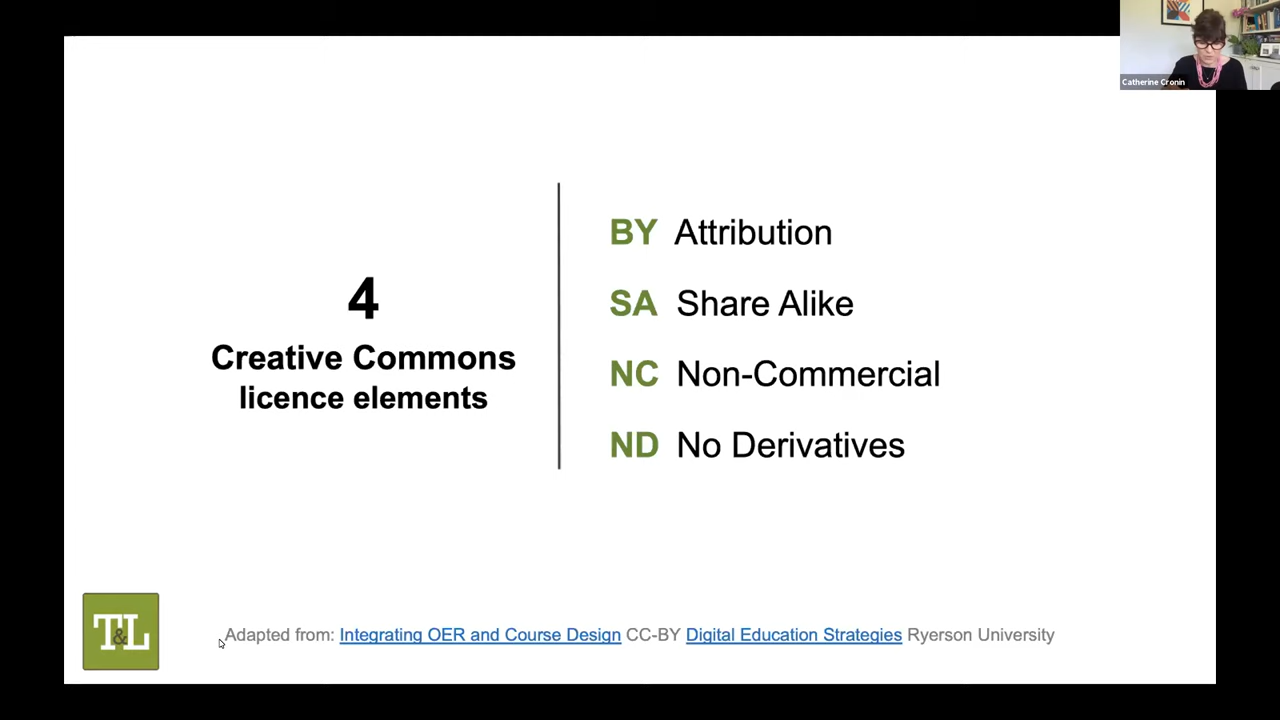 Catherine Cronin
4
Creative Commons
licence elements
BY Attribution
SA Share Alike
NC Non-Commercial
ND No Derivatives
T&L
Adapted from: Integrating OER and Course Design CC-BY Digital Education Strategies Ryerson University